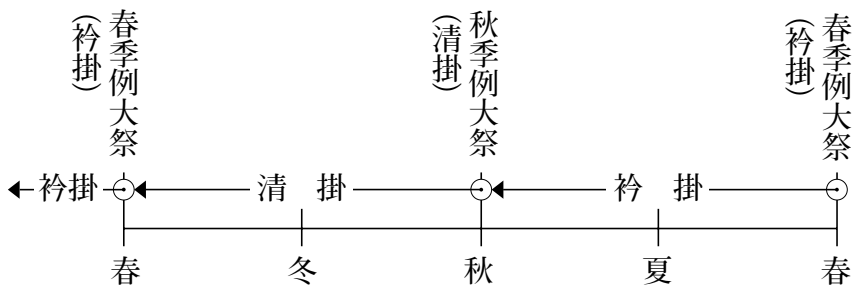 春季例大祭
（衿掛）
秋季例大祭
（清掛）
春季例大祭
（衿掛）
衿　掛
清　掛
衿掛
春
夏
秋
冬
春